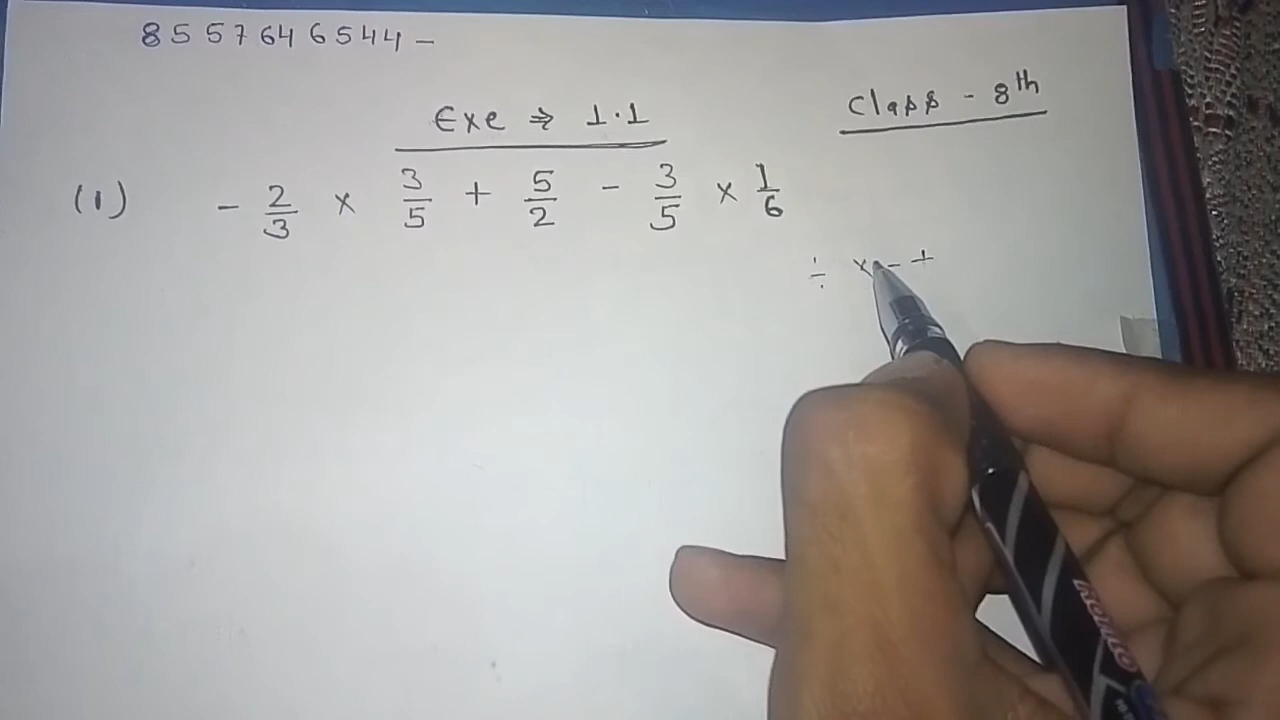 8557646544 -
Exe ⇒ 1.1
Class - 8th
(1) - 2/3 × 3/5 + 5/2 - 3/5 × 1/6
÷ × - +